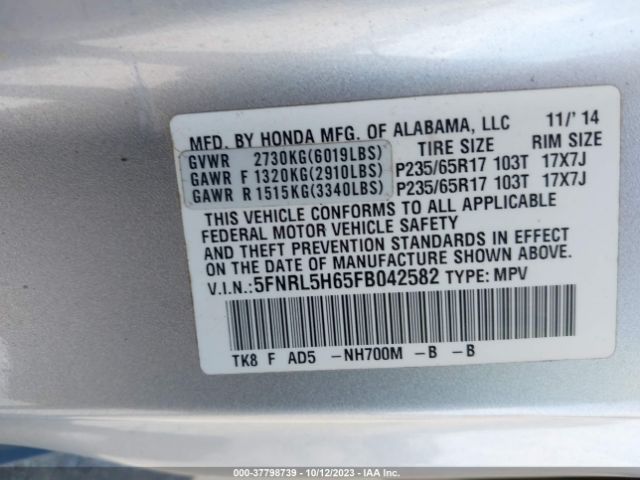 MFD. BY HONDA MFG. OF ALABAMA, LLC 11/' 14
TIRE SIZE RIM SIZE
GVWR 2730KG(6019LBS)
GAWR F 1320KG(2910LBS) P235/65R17 103T 17X7J
GAWR R 1515KG(3340LBS) P235/65R17 103T 17X7J
THIS VEHICLE CONFORMS TO ALL APPLICABLE
FEDERAL MOTOR VEHICLE SAFETY
AND THEFT PREVENTION STANDARDS IN EFFECT
ON THE DATE OF MANUFACTURE SHOWN ABOVE.
V.I.N.: 5FNRL5H65FB042582 TYPE: MPV
TK8 F AD5 -NH700M -B -B
000-37798739 - 10/12/2023 - IAA Inc.